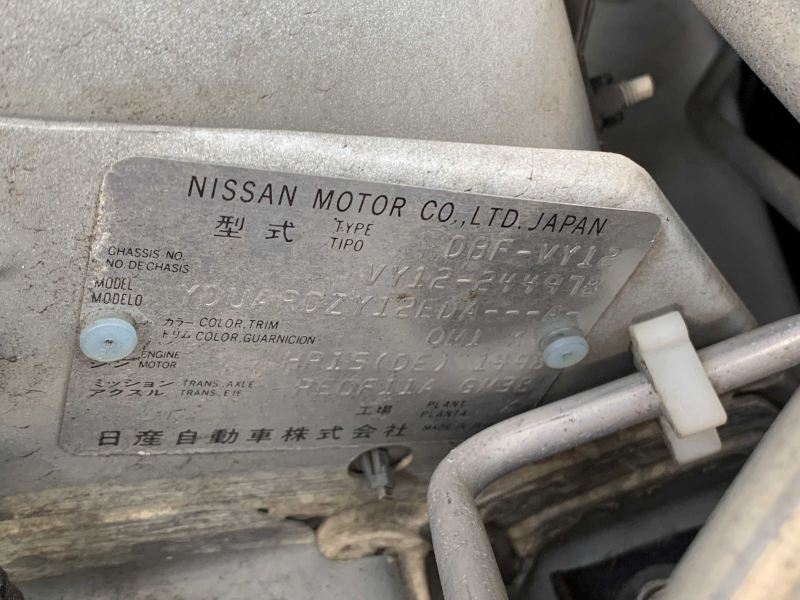 NISSAN MOTOR CO.,LTD. JAPAN
型式 TYPE TIPO DBF-VY12
CHASSIS NO. NO. DE CHASIS VY12-244978
MODEL MODELO
カラー トリム COLOR, TRIM COLOR, GUARNICION QM1
ENGINE MOTOR HR15(DE)
ミッション アクスル TRANS. AXLE TRANS. EJE RE0F11A
工場 PLANT PLANTA
日産自動車株式会社 MADE IN